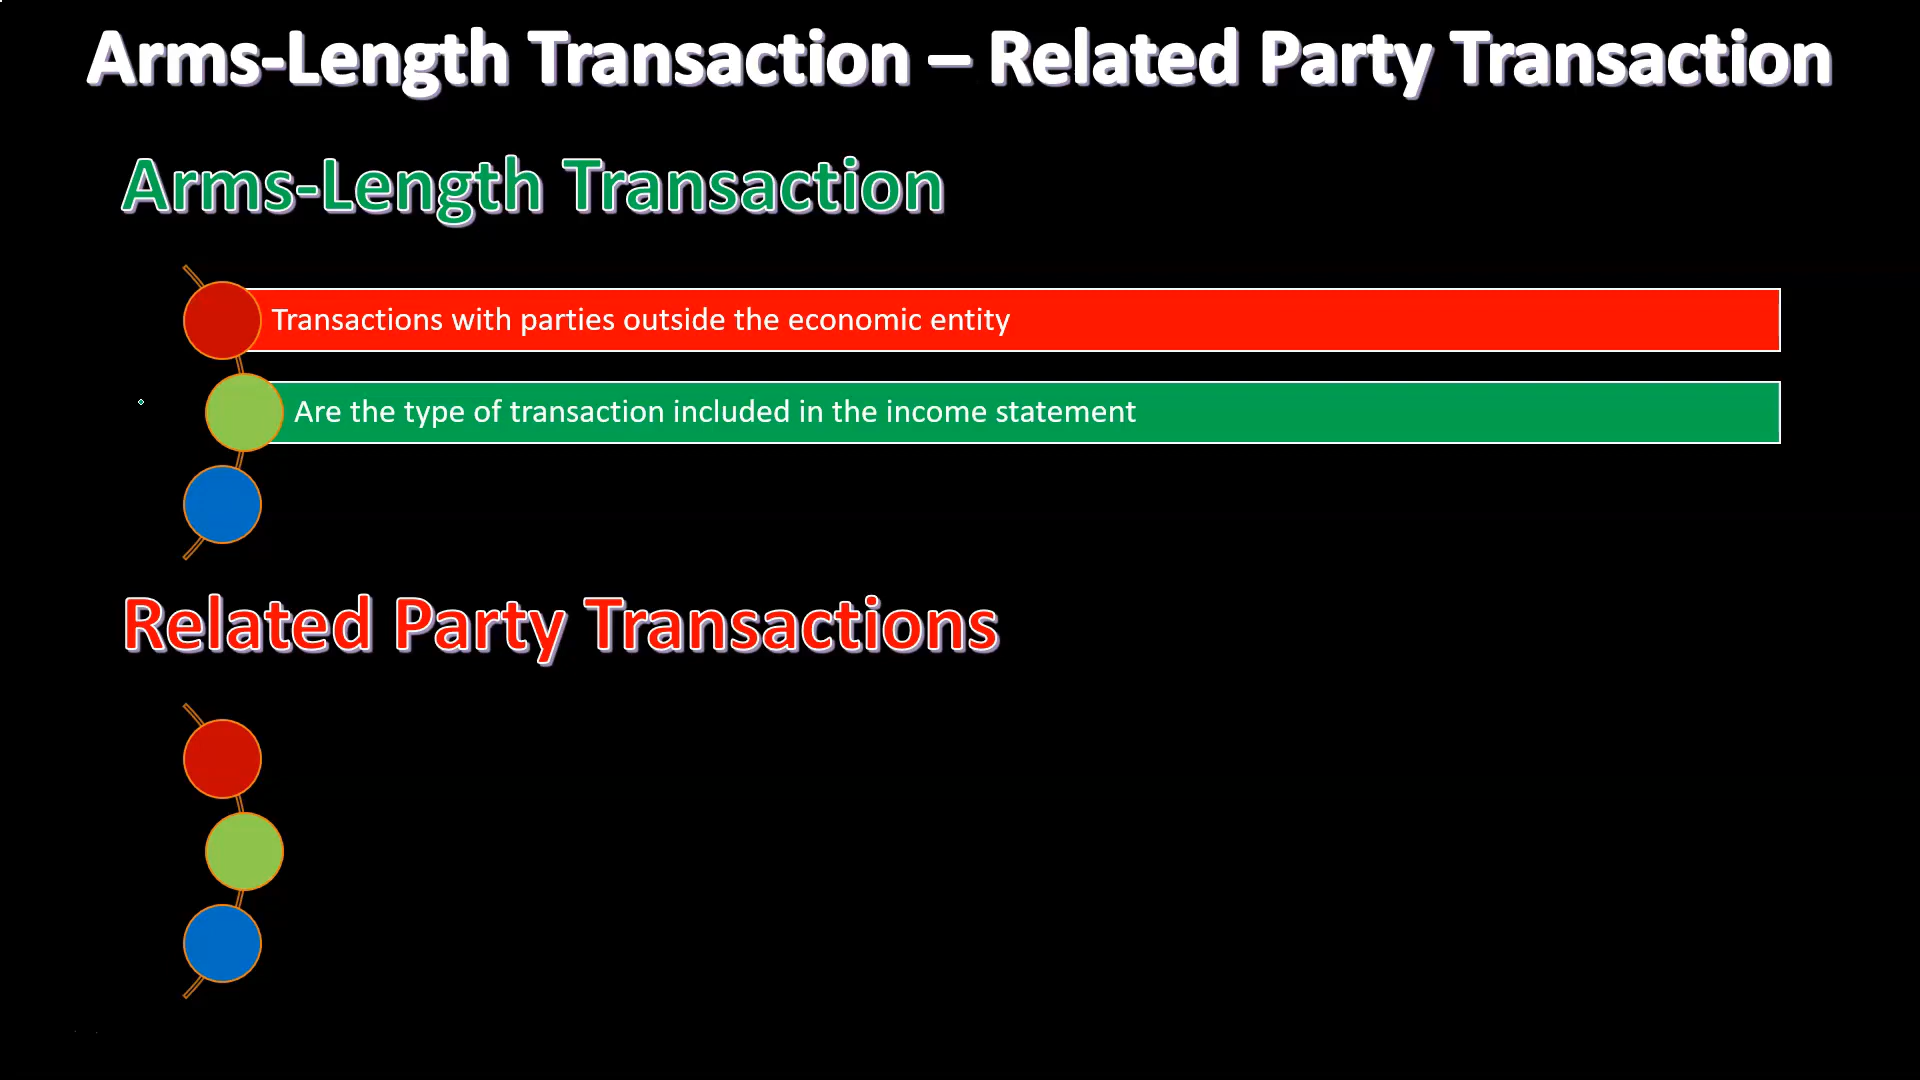 Arms-Length Transaction – Related Party Transaction
Arms-Length Transaction
Transactions with parties outside the economic entity
Are the type of transaction included in the income statement
Related Party Transactions